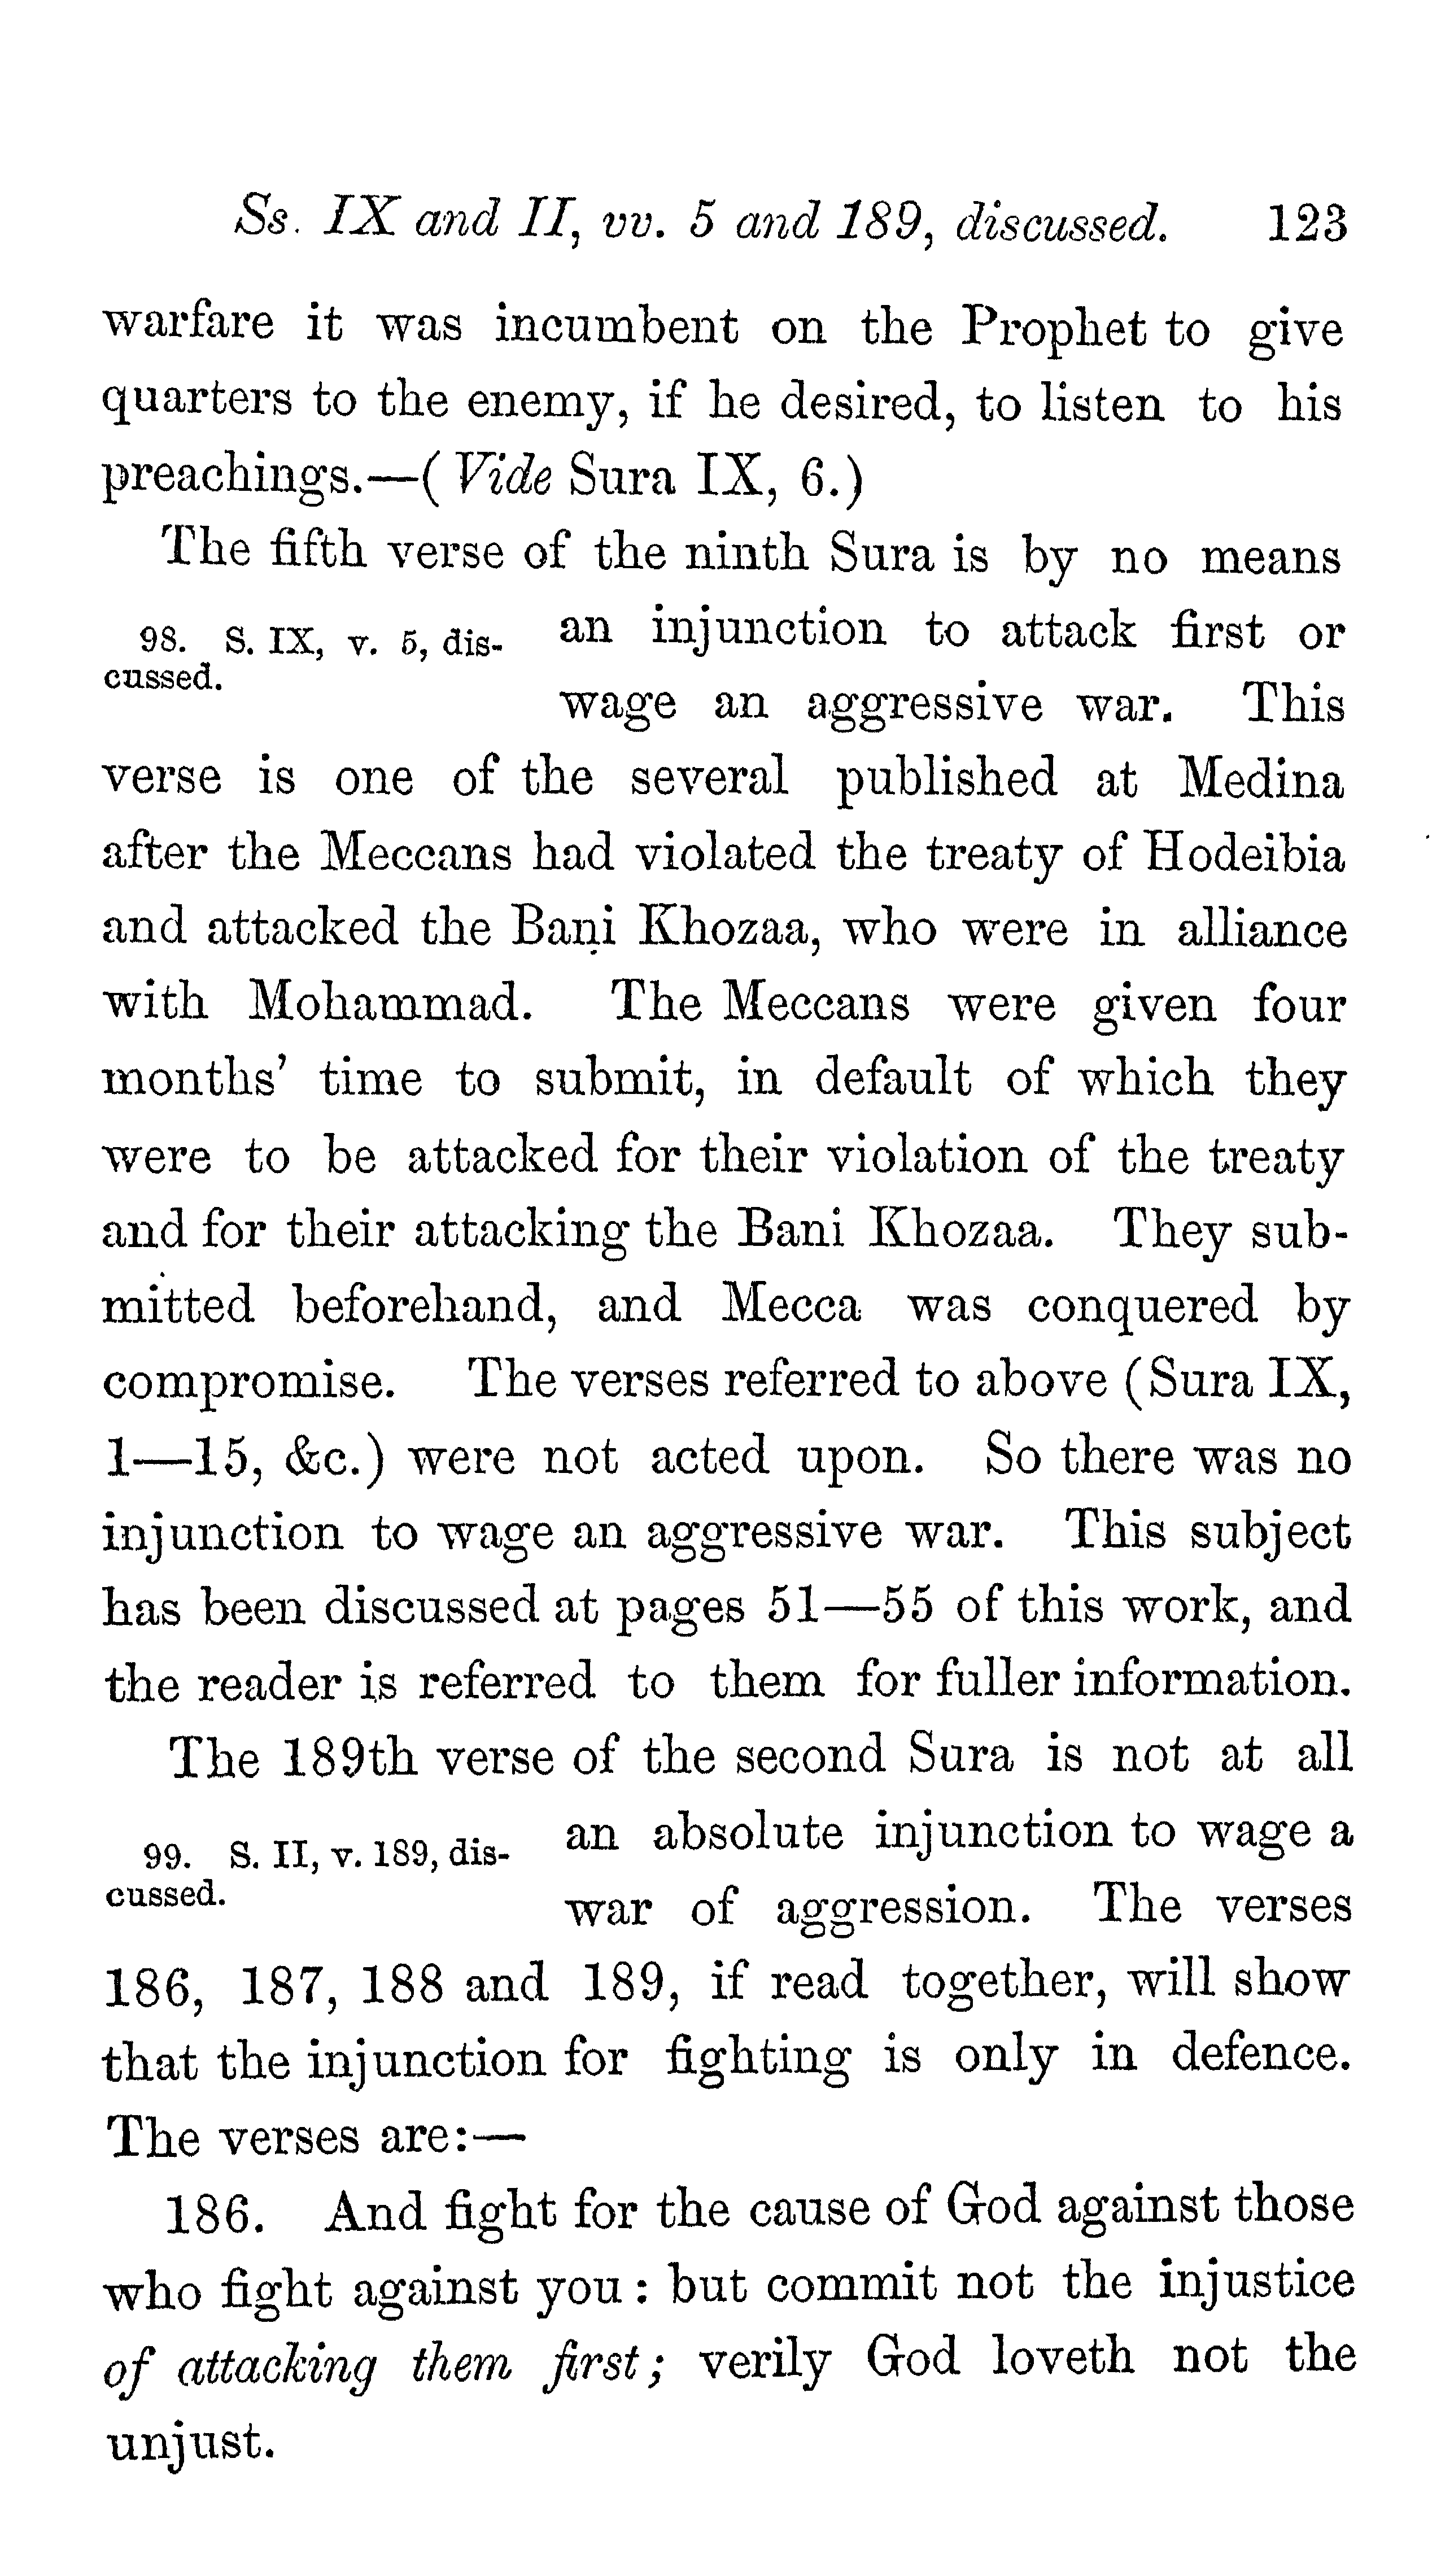 Ss. IX and II, vv. 5 and 189, discussed. 123
warfare it was incumbent on the Prophet to give
quarters to the enemy, if he desired, to listen to his
preachings.—(Vide Sura IX, 6.)
The fifth verse of the ninth Sura is by no means
98. S. IX, v. 5, dis-
cussed.
an injunction to attack first or
wage an aggressive war. This
verse is one of the several published at Medina
after the Meccans had violated the treaty of Hodeibia
and attacked the Bani Khozaa, who were in alliance
with Mohammad. The Meccans were given four
months' time to submit, in default of which they
were to be attacked for their violation of the treaty
and for their attacking the Bani Khozaa. They sub-
mitted beforehand, and Mecca was conquered by
compromise. The verses referred to above (Sura IX,
1—15, &c.) were not acted upon. So there was no
injunction to wage an aggressive war. This subject
has been discussed at pages 51—55 of this work, and
the reader is referred to them for fuller information.
The 189th verse of the second Sura is not at all
99. S. II, v. 189, dis-
cussed.
an absolute injunction to wage a
war of aggression. The verses
186, 187, 188 and 189, if read together, will show
that the injunction for fighting is only in defence.
The verses are:—
186. And fight for the cause of God against those
who fight against you: but commit not the injustice
of attacking them first; verily God loveth not the
unjust.